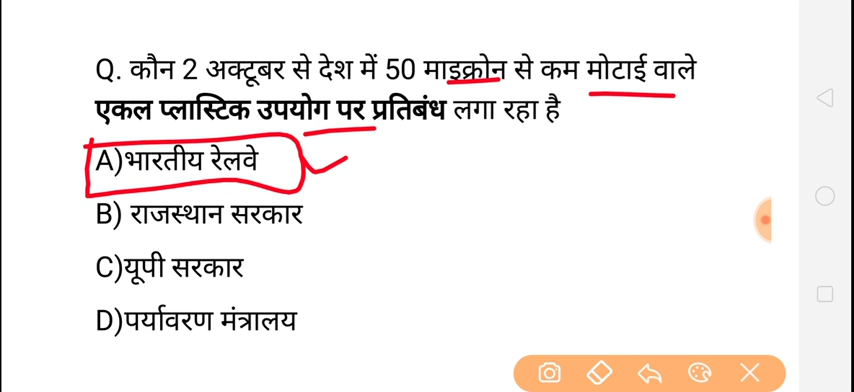 Q. कौन 2 अक्टूबर से देश में 50 माइक्रोन से कम मोटाई वाले
एकल प्लास्टिक उपयोग पर प्रतिबंध लगा रहा है
A)भारतीय रेलवे
B) राजस्थान सरकार
C)यूपी सरकार
D)पर्यावरण मंत्रालय